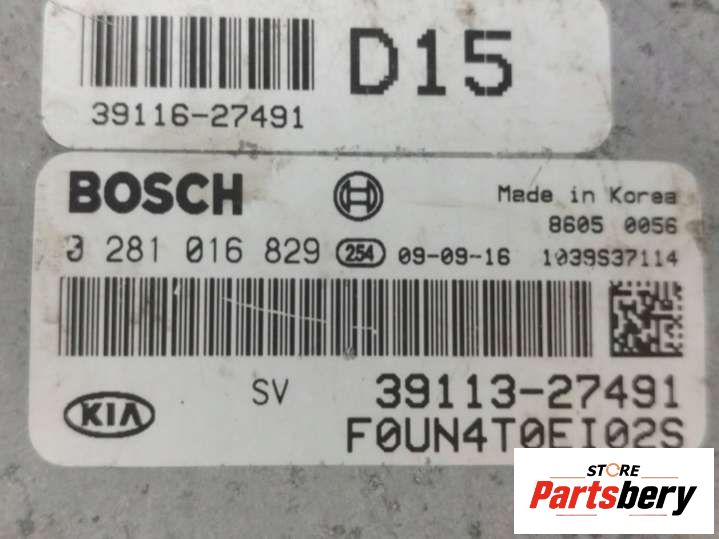 D15
39116-27491
BOSCH
Made in Korea
8605 0056
0 281 016 829 254 09-09-16 1039S37114
SV 39113-27491
KIA
F0UN4T0EI02S
STORE
Partsbery